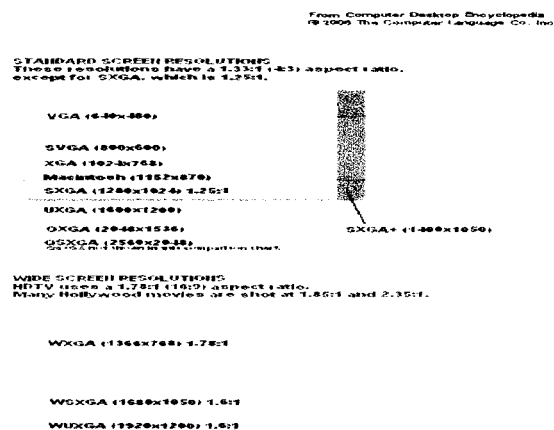 From Computer Desktop Encyclopedia
© 2006 The Computer Language Co. Inc
STANDARD SCREEN RESOLUTIONS
These resolutions have a 1.33:1 (4:3) aspect ratio,
except for SXGA, which is 1.25:1.
VGA (640x480)
SVGA (800x600)
XGA (1024x768)
Macintosh (1152x870)
SXGA (1280x1024) 1.25:1
UXGA (1600x1200)
SXGA+ (1400x1050)
QXGA (2048x1536)
QSXGA (2560x2048)
WIDE SCREEN RESOLUTIONS
HDTV uses a 1.78:1 (16:9) aspect ratio.
Many Hollywood movies are shot at 1.85:1 and 2.35:1.
WXGA (1366x768) 1.78:1
WSXGA (1680x1050) 1.6:1
WUXGA (1920x1200) 1.6:1